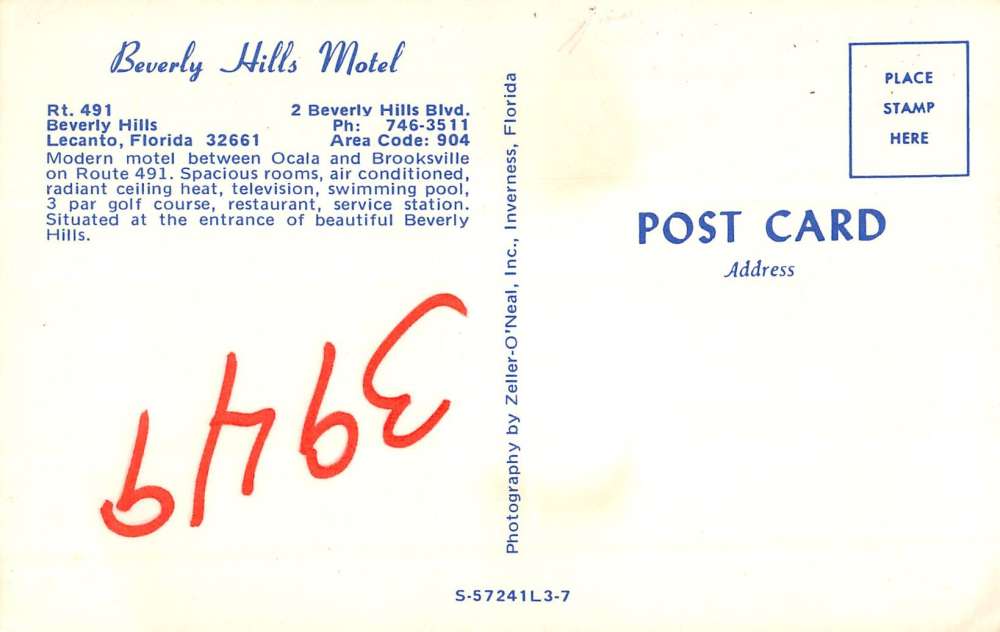 Beverly Hills Motel
Rt. 491 2 Beverly Hills Blvd.
Beverly Hills Ph: 746-3511
Lecanto, Florida 32661 Area Code: 904
Modern motel between Ocala and Brooksville
on Route 491. Spacious rooms, air conditioned,
radiant ceiling heat, television, swimming pool,
3 par golf course, restaurant, service station.
Situated at the entrance of beautiful Beverly
Hills.
3949
Photography by Zeller-O'Neal, Inc., Inverness, Florida
S-57241L3-7
PLACE
STAMP
HERE
POST CARD
Address